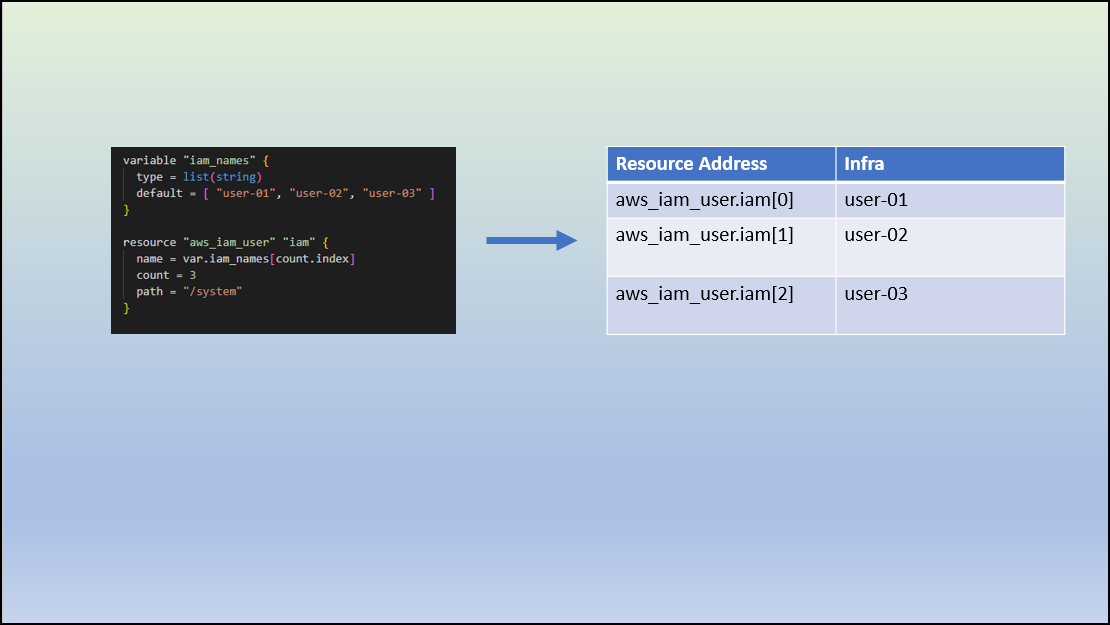 variable "iam_names" {
  type = list(string)
  default = [ "user-01", "user-02", "user-03" ]
}
resource "aws_iam_user" "iam" {
  name = var.iam_names[count.index]
  count = 3
  path = "/system"
}
Resource Address Infra
aws_iam_user.iam[0] user-01
aws_iam_user.iam[1] user-02
aws_iam_user.iam[2] user-03